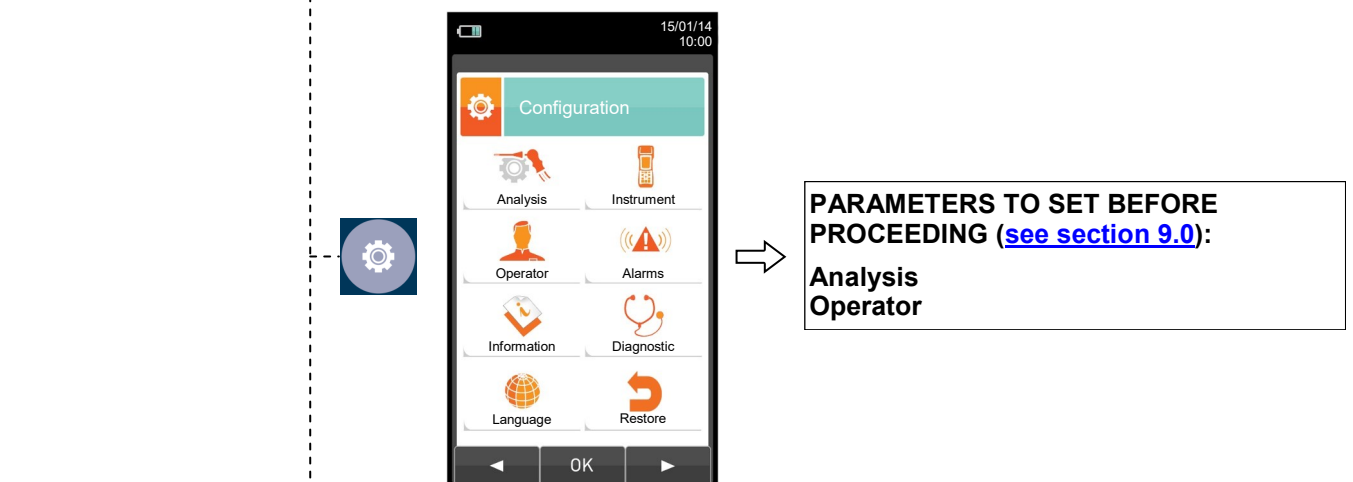 15/01/14
10:00
Configuration
Analysis
Instrument
Operator
Alarms
Information
Diagnostic
Language
Restore
OK
PARAMETERS TO SET BEFORE
PROCEEDING (see section 9.0):
Analysis
Operator